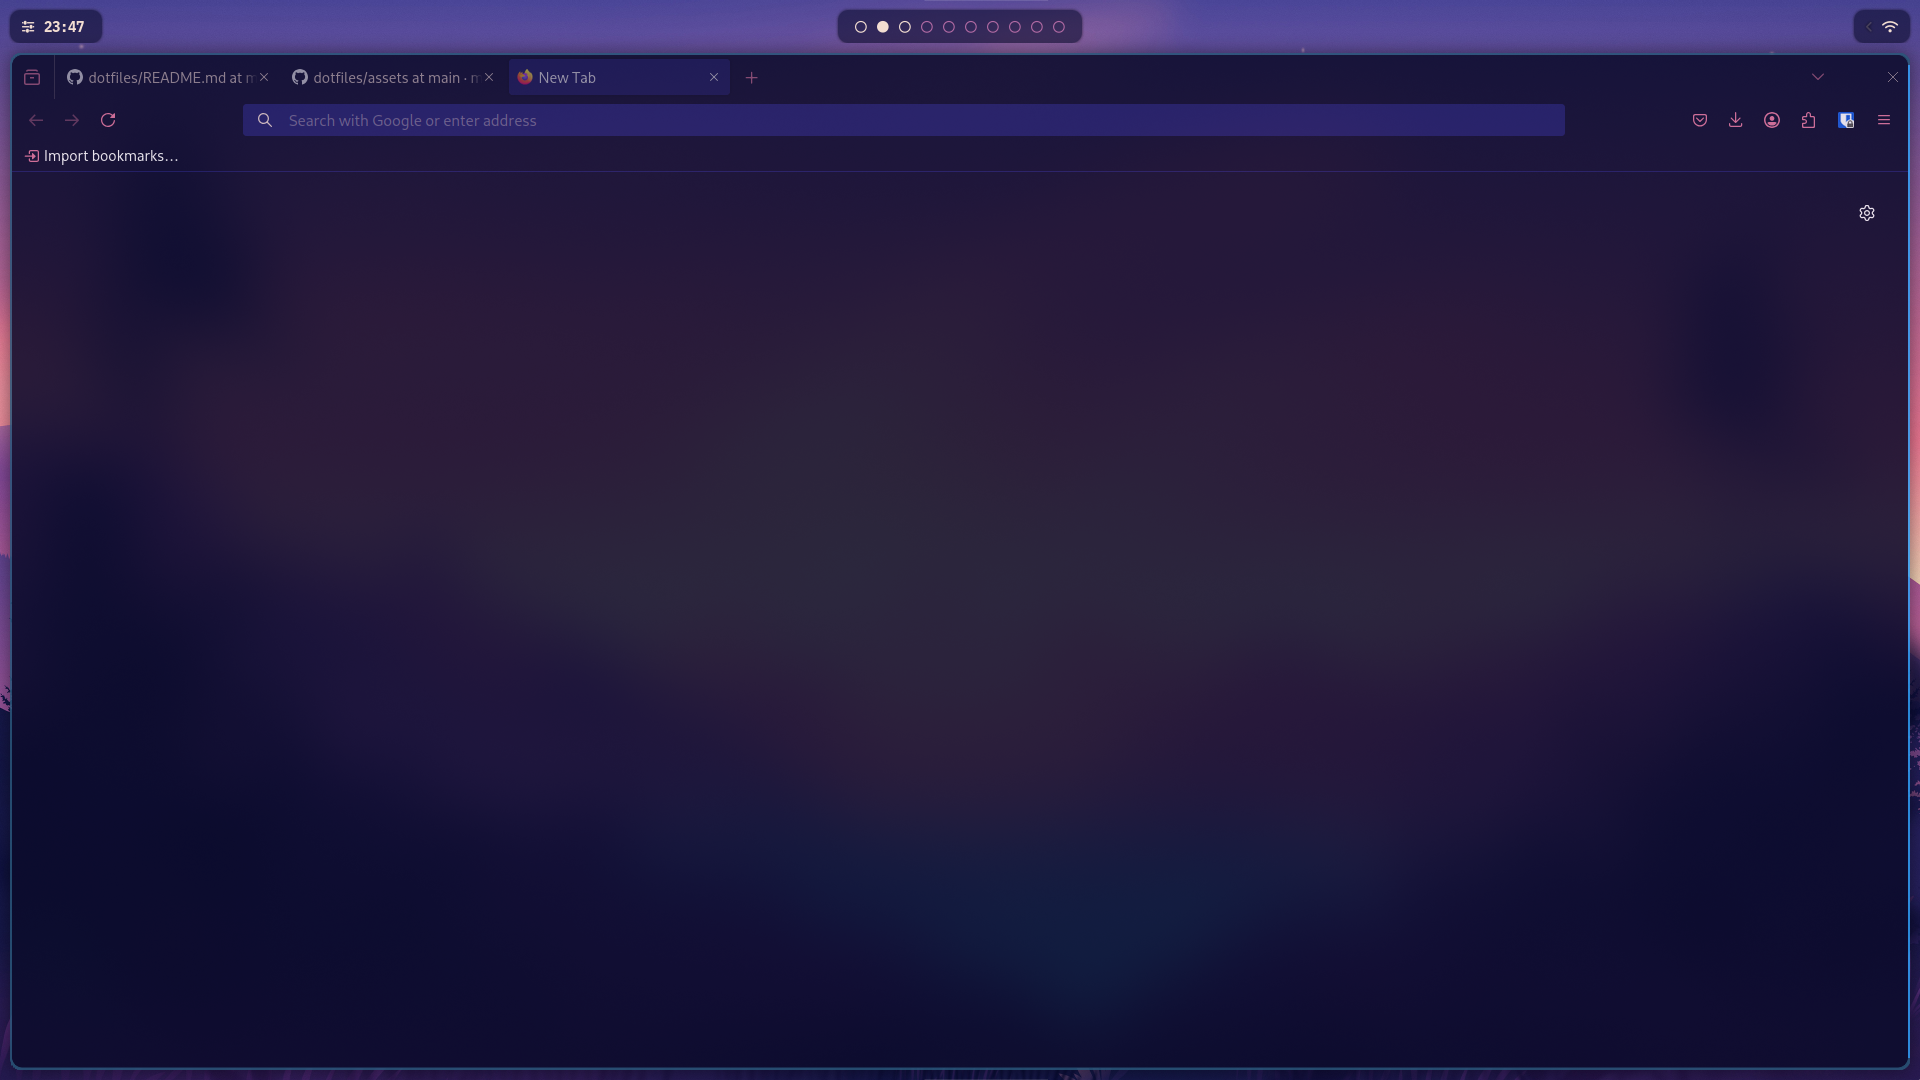 23:47
dotfiles/README.md at m
dotfiles/assets at main · m
New Tab
Search with Google or enter address
Import bookmarks…